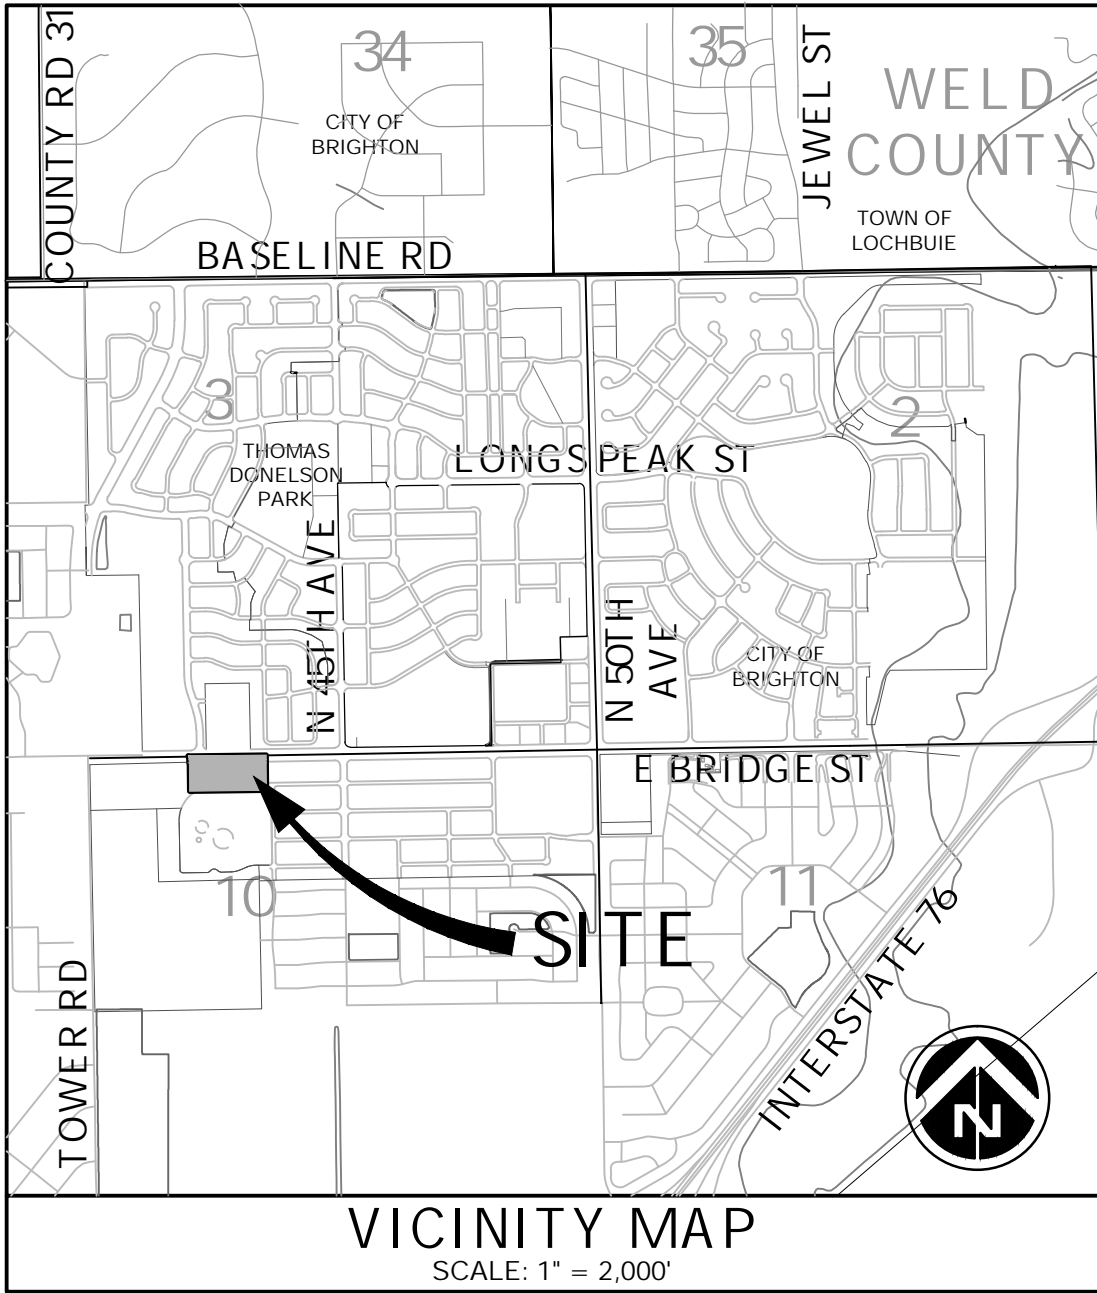 COUNTY RD 31
34
35
JEWEL ST
WELD
COUNTY
CITY OF
BRIGHTON
TOWN OF
LOCHBUIE
BASELINE RD
3
2
THOMAS
DONELSON
PARK
LONGS PEAK ST
N 45TH AVE
N 50TH
AVE
CITY OF
BRIGHTON
E BRIDGE ST
10
11
SITE
INTERSTATE 76
TOWER RD
N
VICINITY MAP
SCALE: 1" = 2,000'